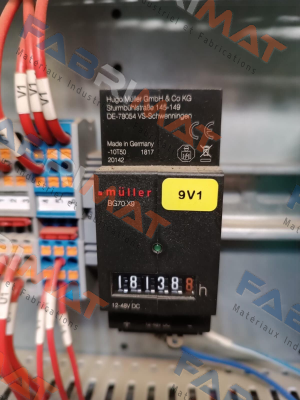 Hugo Müller GmbH & Co KG
Sturmbühlstraße 145-149
DE-78054 VS-Schwenningen
Made in Germany
-10T50 1817
20142
müller
BG70.X8
9V1
181388 h
12-48V DC
FABRIMAT